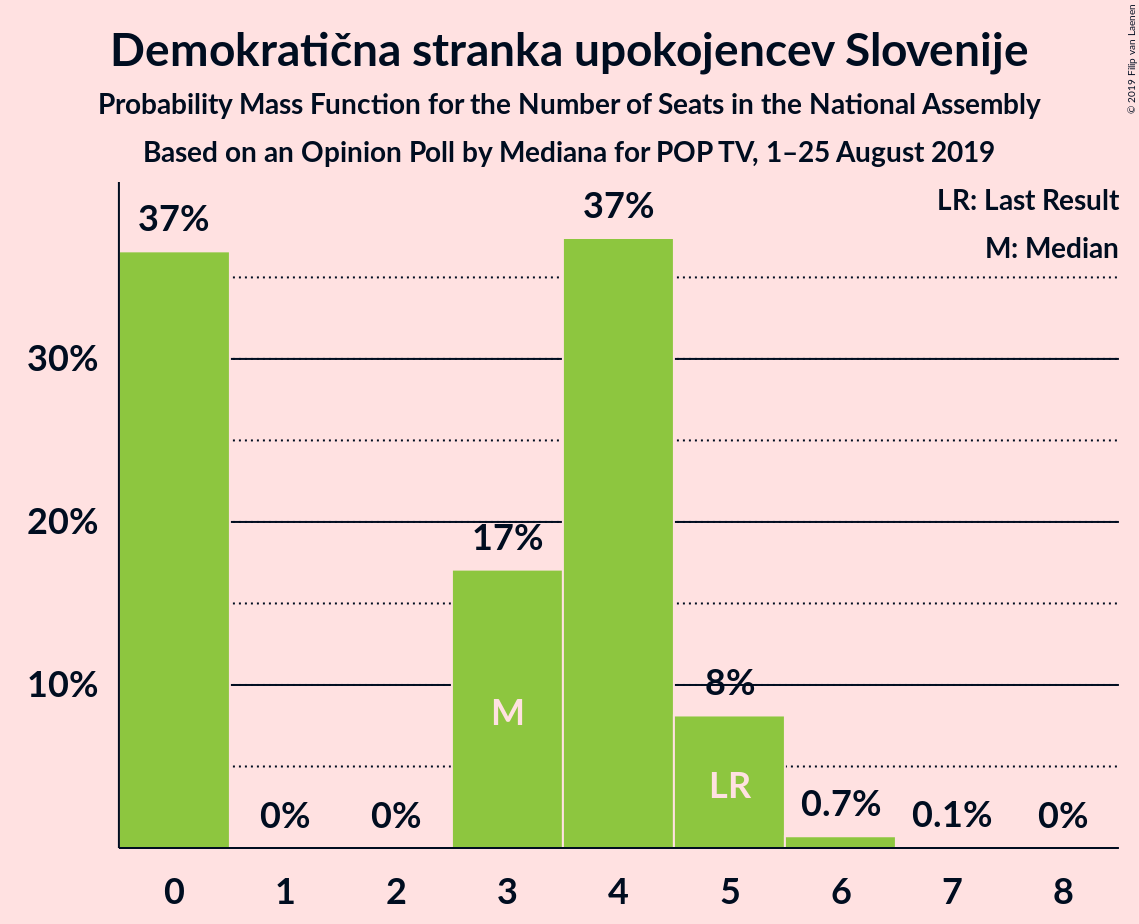 Demokratična stranka upokojencev Slovenije
Probability Mass Function for the Number of Seats in the National Assembly
Based on an Opinion Poll by Mediana for POP TV, 1–25 August 2019
© 2019 Filip van Laenen
LR: Last Result
M: Median
37%
0%
0%
17%
37%
8%
0.7%
0.1%
0%
30%
20%
10%
M
LR
0 1 2 3 4 5 6 7 8